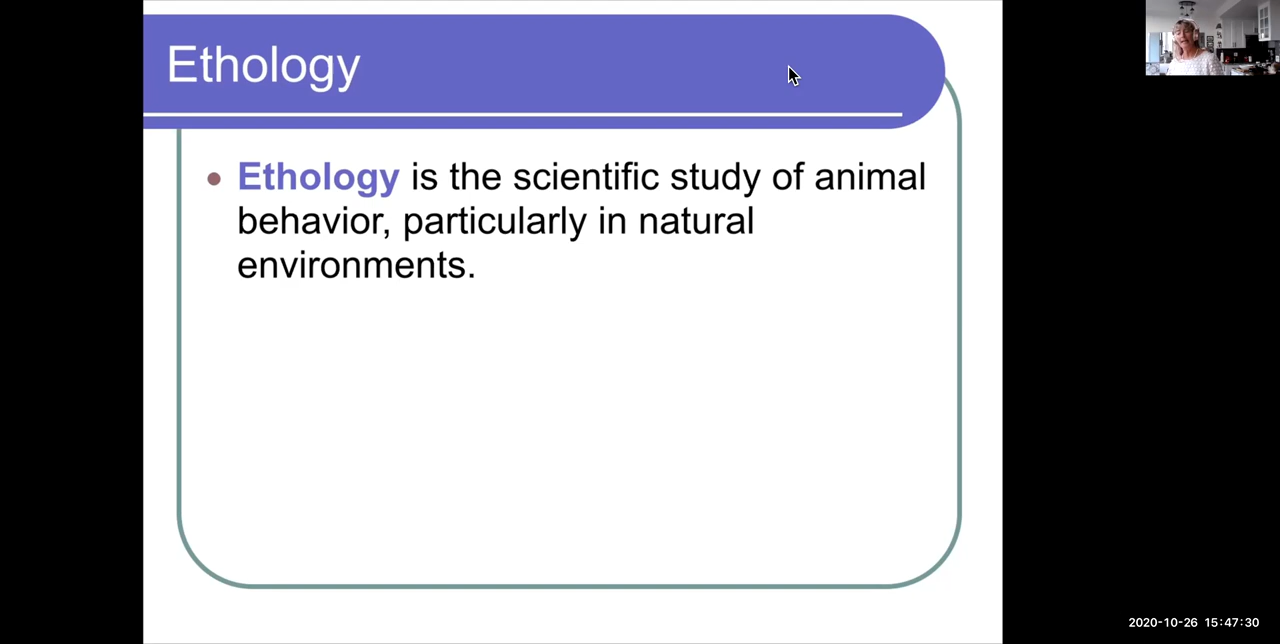 Ethology
Ethology is the scientific study of animal
behavior, particularly in natural
environments.
2020-10-26 15:47:30